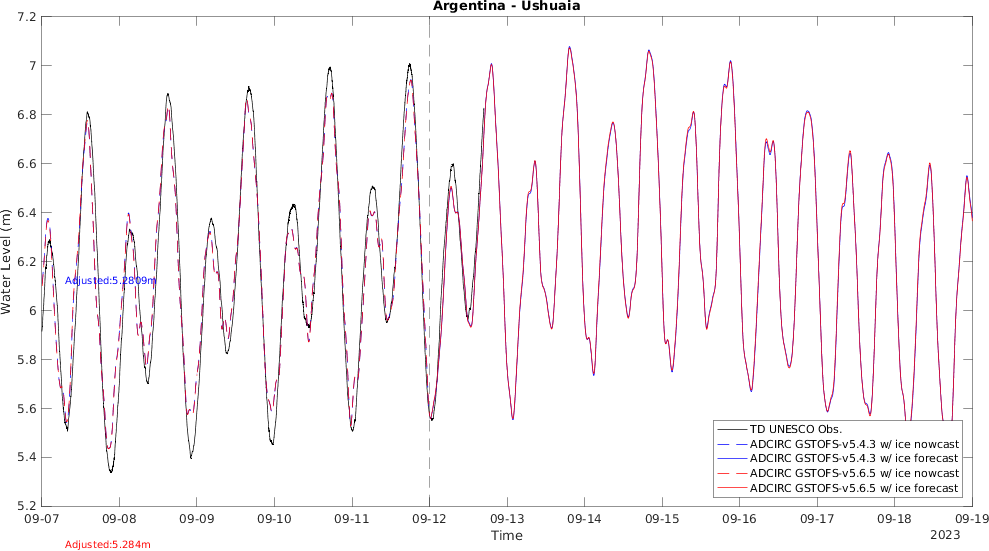 Argentina - Ushuaia
7.2
7
6.8
6.6
6.4
6.2
6
5.8
5.6
5.4
5.2
Water Level (m)
Adjusted:5.2809m
TD UNESCO Obs.
ADCIRC GSTOFS-v5.4.3 w/ ice nowcast
ADCIRC GSTOFS-v5.4.3 w/ ice forecast
ADCIRC GSTOFS-v5.6.5 w/ ice nowcast
ADCIRC GSTOFS-v5.6.5 w/ ice forecast
09-07 09-08 09-09 09-10 09-11 09-12 09-13 09-14 09-15 09-16 09-17 09-18 09-19
Time
2023
Adjusted:5.284m